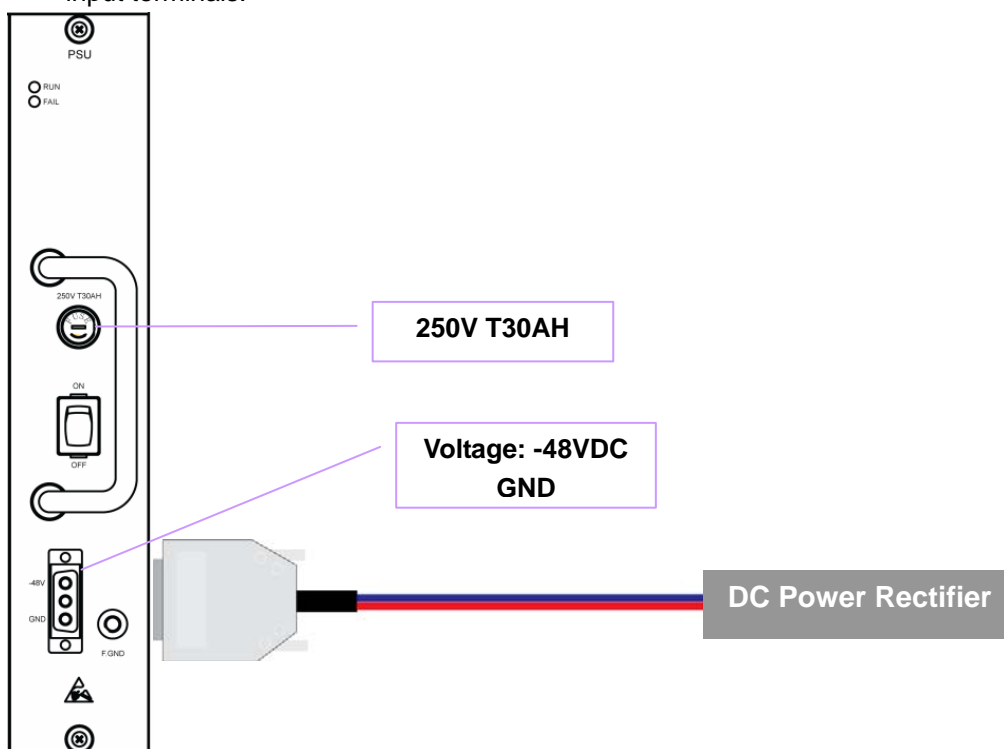 input terminals.
PSU
RUN
FAIL
250V T30AH
FUSE
250V T30AH
ON
OFF
Voltage: -48VDC
GND
-48V
GND
F.GND
DC Power Rectifier